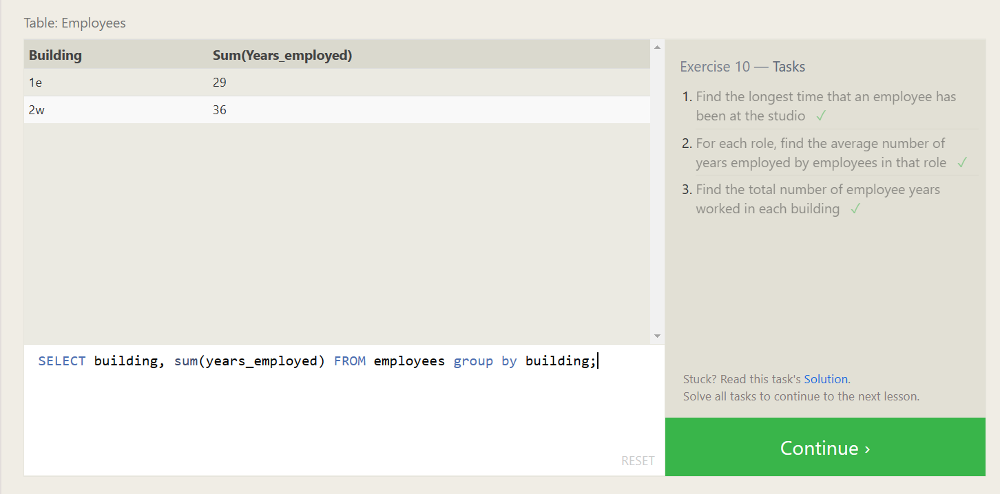 Table: Employees
Building Sum(Years_employed)
1e 29
2w 36
SELECT building, sum(years_employed) FROM employees group by building;
RESET
Exercise 10 — Tasks
1. Find the longest time that an employee has
been at the studio ✓
2. For each role, find the average number of
years employed by employees in that role ✓
3. Find the total number of employee years
worked in each building ✓
Stuck? Read this task's Solution.
Solve all tasks to continue to the next lesson.
Continue ›